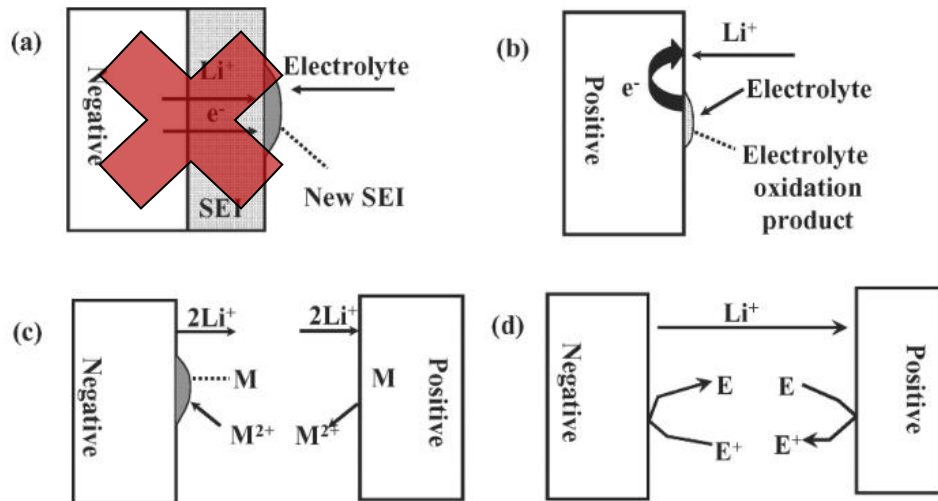 (a)
Negative
Li⁺
e⁻
SEI
Electrolyte
New SEI
(b)
Positive
e⁻
Li⁺
Electrolyte
Electrolyte
oxidation
product
(c)
Negative
2Li⁺
M
M²⁺
2Li⁺
M
M²⁺
Positive
(d)
Negative
Li⁺
E
E
E⁺
E⁺
Positive